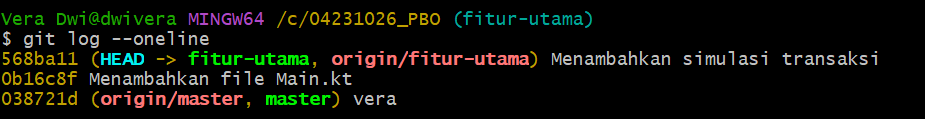 Vera Dwi@dwivera MINGW64 /c/04231026_PBO (fitur-utama)
$ git log --oneline
568ba11 (HEAD -> fitur-utama, origin/fitur-utama) Menambahkan simulasi transaksi
0b16c8f Menambahkan file Main.kt
038721d (origin/master, master) vera